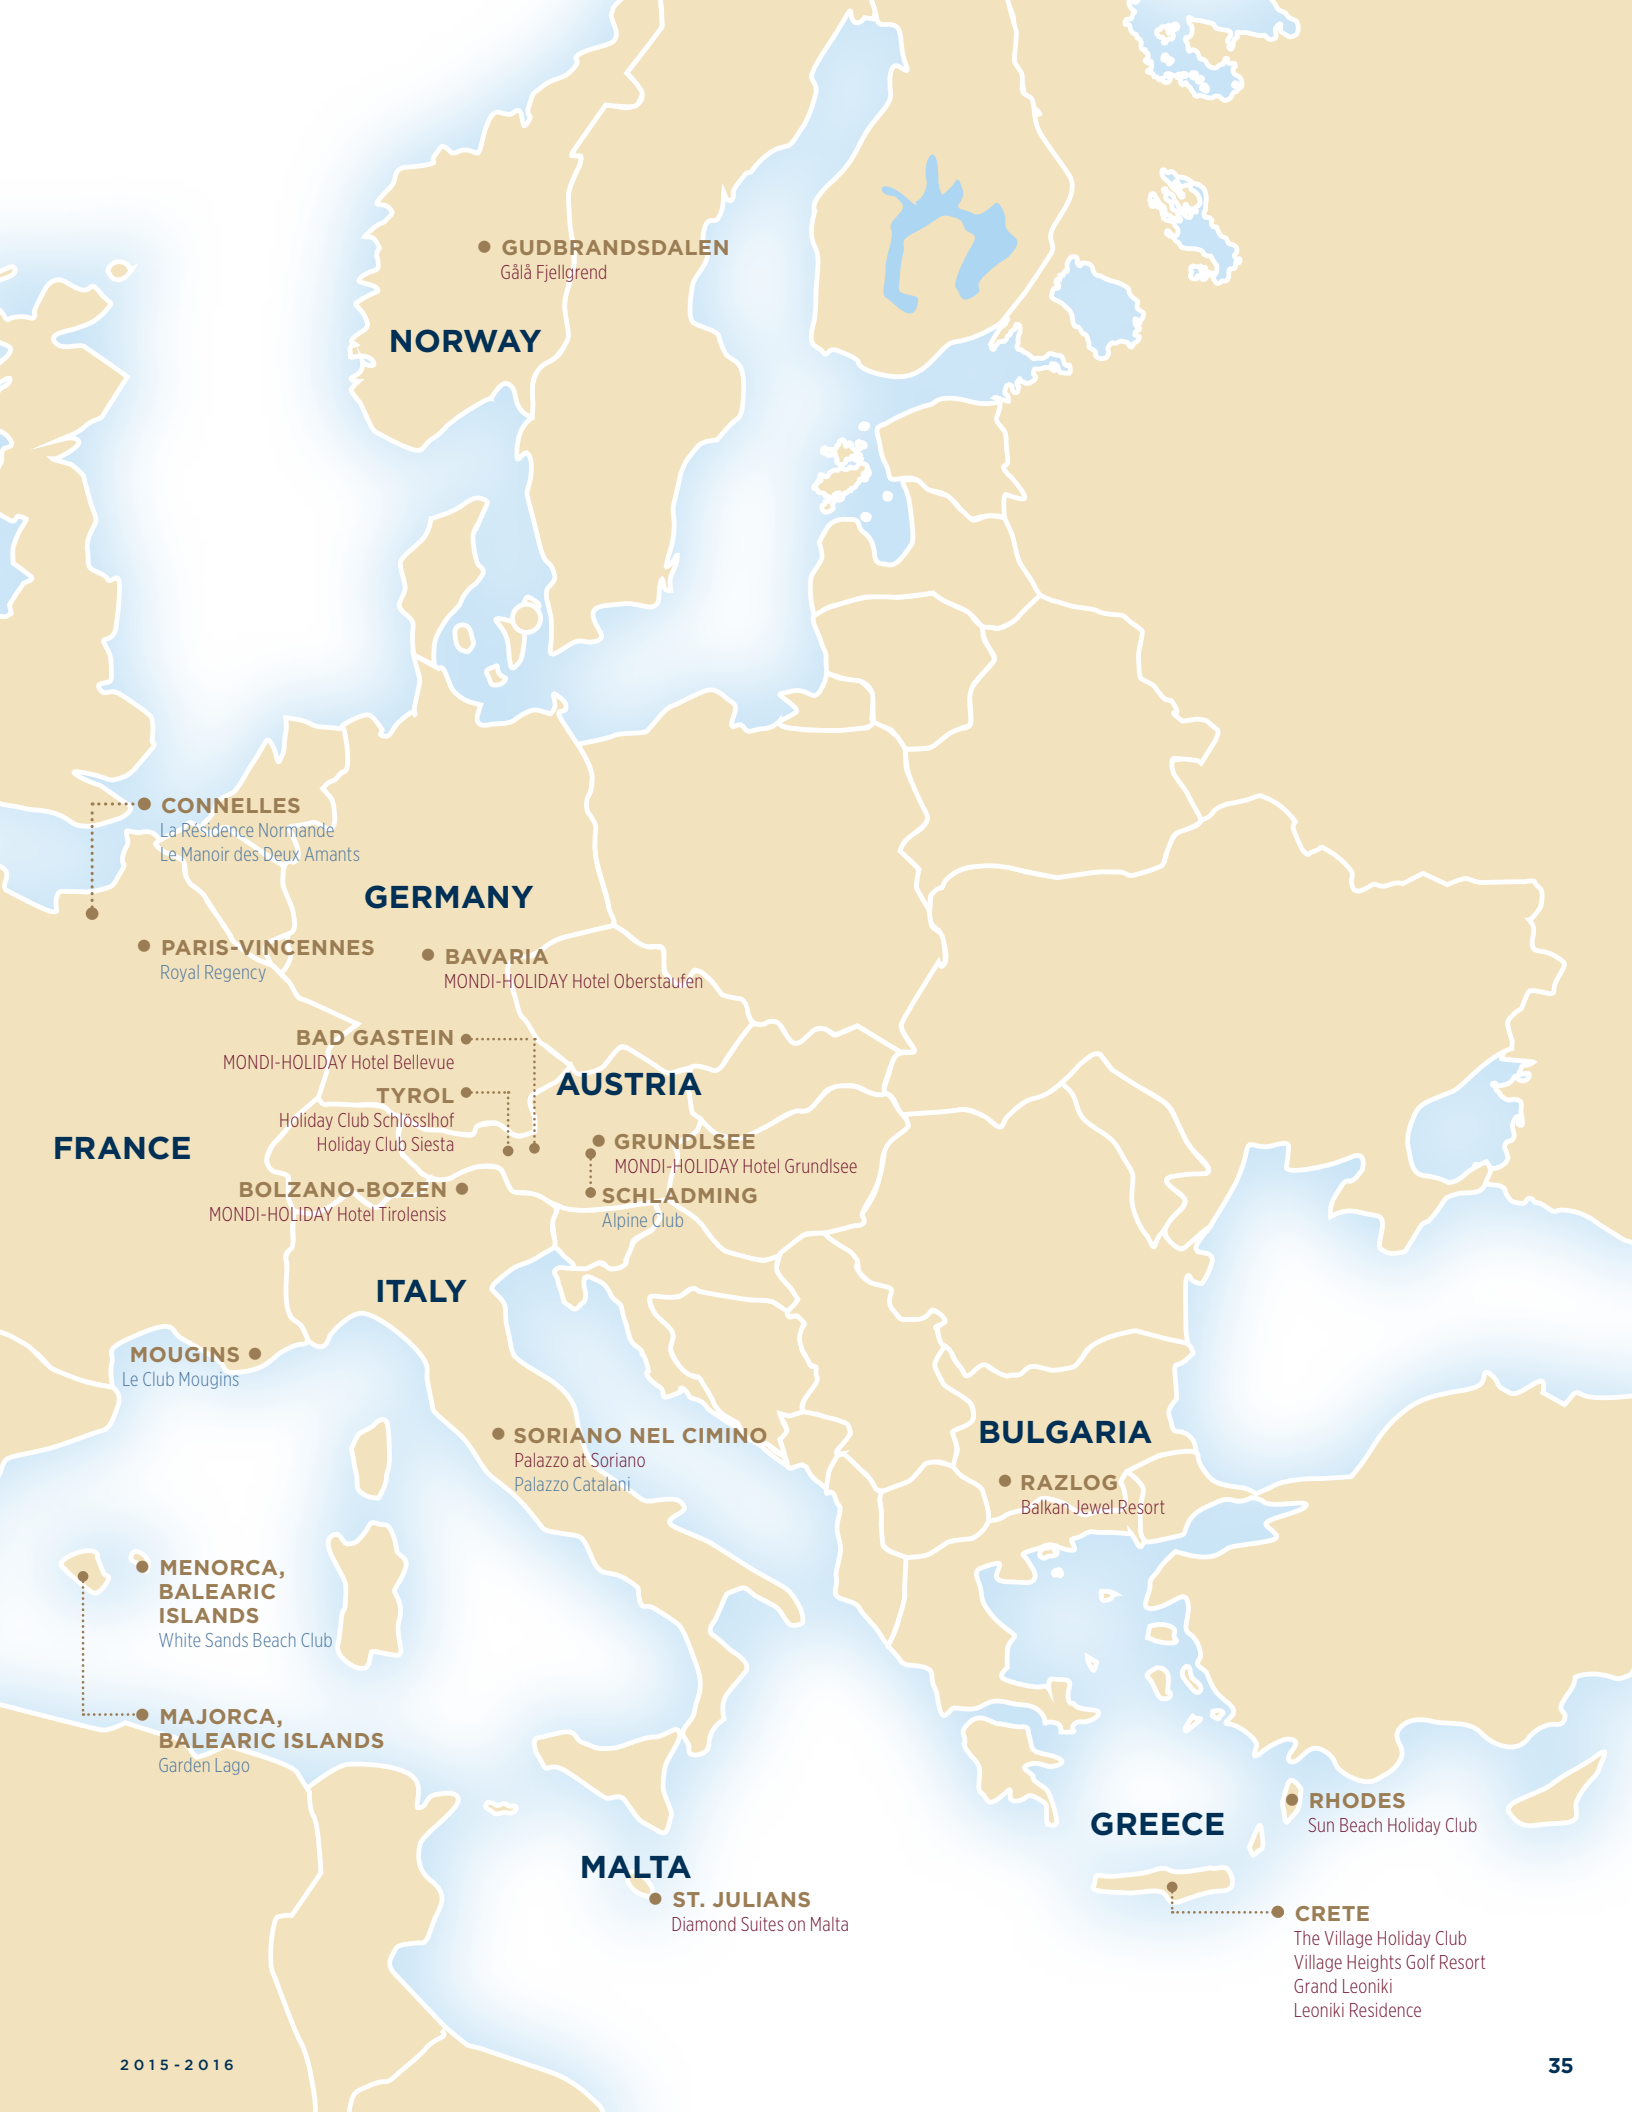 GUDBRANDSDALEN
Gålå Fjellgrend
NORWAY
CONNELLES
La Résidence Normande
Le Manoir des Deux Amants
GERMANY
PARIS-VINCENNES
Royal Regency
BAVARIA
MONDI-HOLIDAY Hotel Oberstaufen
BAD GASTEIN
MONDI-HOLIDAY Hotel Bellevue
AUSTRIA
TYROL
Holiday Club Schlösslhof
Holiday Club Siesta
FRANCE
GRUNDLSEE
MONDI-HOLIDAY Hotel Grundlsee
BOLZANO-BOZEN
MONDI-HOLIDAY Hotel Tirolensis
SCHLADMING
Alpine Club
ITALY
MOUGINS
Le Club Mougins
SORIANO NEL CIMINO
Palazzo at Soriano
Palazzo Catalani
BULGARIA
RAZLOG
Balkan Jewel Resort
MENORCA,
BALEARIC
ISLANDS
White Sands Beach Club
MAJORCA,
BALEARIC ISLANDS
Garden Lago
RHODES
Sun Beach Holiday Club
GREECE
MALTA
ST. JULIANS
Diamond Suites on Malta
CRETE
The Village Holiday Club
Village Heights Golf Resort
Grand Leoniki
Leoniki Residence
2015-2016
35